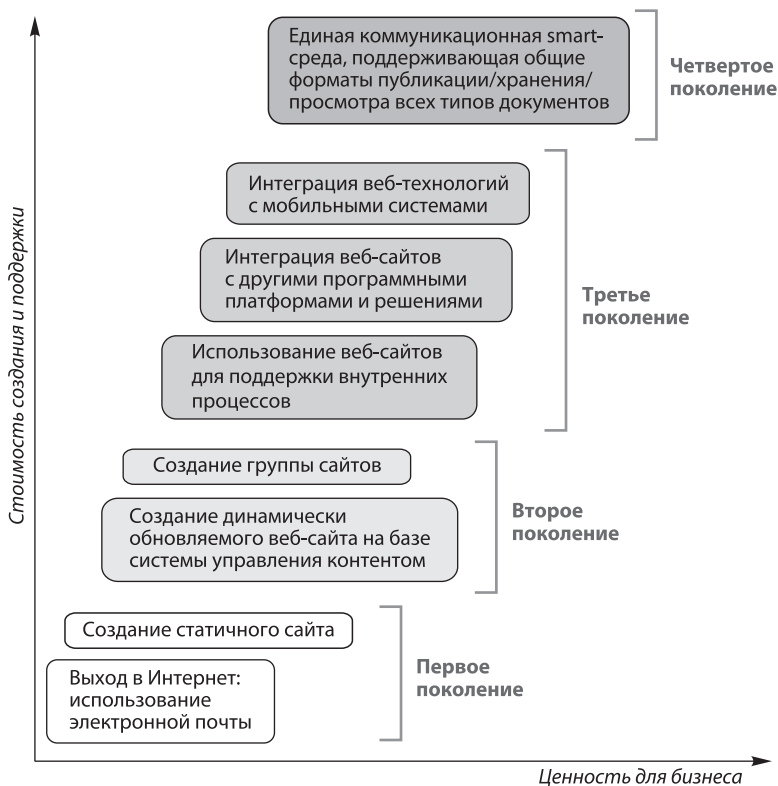 Единая коммуникационная smart-
среда, поддерживающая общие
форматы публикации/хранения/
просмотра всех типов документов
Четвертое
поколение
Интеграция веб-технологий
с мобильными системами
Интеграция веб-сайтов
с другими программными
платформами и решениями
Использование веб-сайтов
для поддержки внутренних
процессов
Третье
поколение
Создание группы сайтов
Создание динамически
обновляемого веб-сайта на базе
системы управления контентом
Второе
поколение
Создание статичного сайта
Выход в Интернет:
использование
электронной почты
Первое
поколение
Стоимость создания и поддержки
Ценность для бизнеса